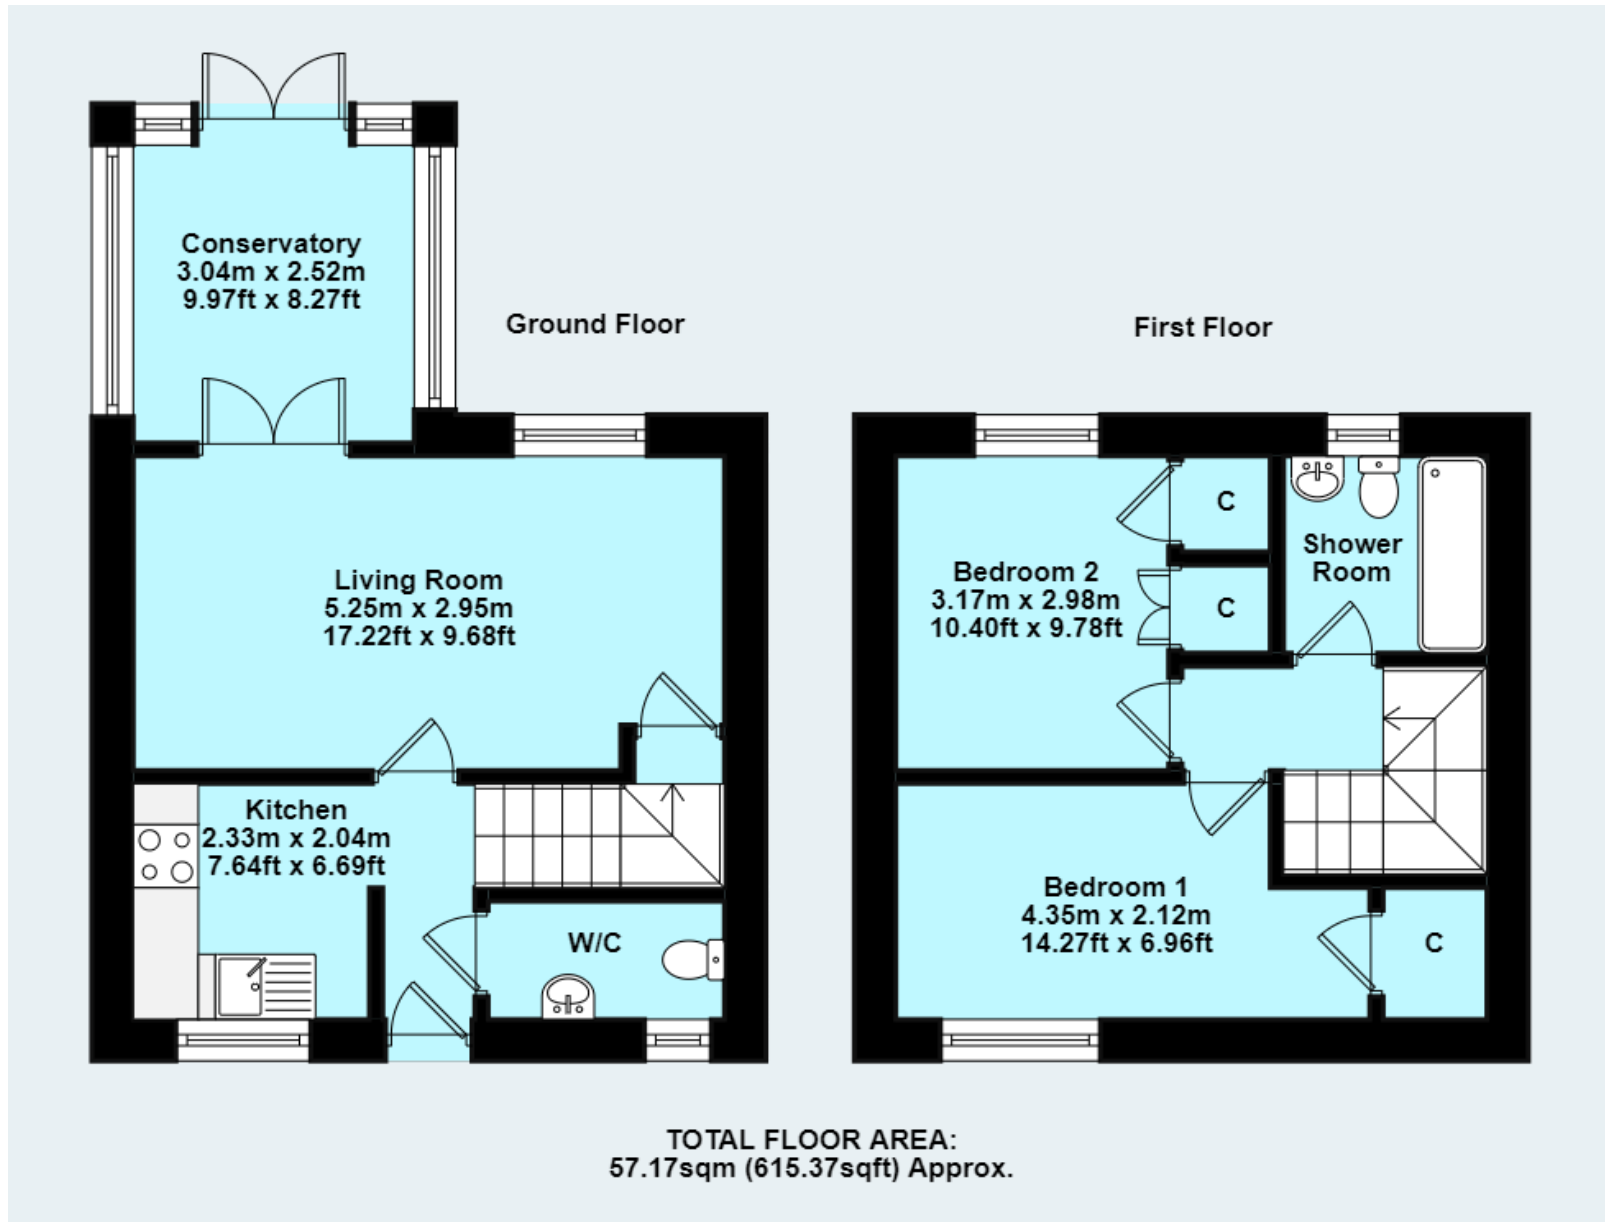 Conservatory
3.04m x 2.52m
9.97ft x 8.27ft
Ground Floor
First Floor
Living Room
5.25m x 2.95m
17.22ft x 9.68ft
Kitchen
2.33m x 2.04m
7.64ft x 6.69ft
W/C
C
Shower
Room
Bedroom 2
3.17m x 2.98m
10.40ft x 9.78ft
C
Bedroom 1
4.35m x 2.12m
14.27ft x 6.96ft
C
TOTAL FLOOR AREA:
57.17sqm (615.37sqft) Approx.